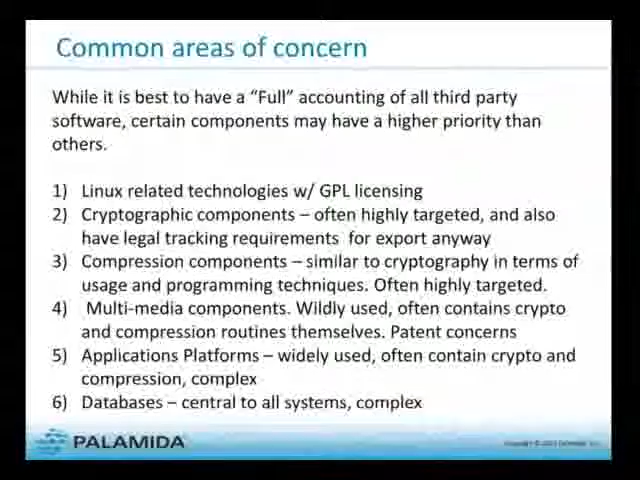 Common areas of concern
While it is best to have a “Full” accounting of all third party
software, certain components may have a higher priority than
others.
1) Linux related technologies w/ GPL licensing
2) Cryptographic components – often highly targeted, and also
have legal tracking requirements for export anyway
3) Compression components – similar to cryptography in terms of
usage and programming techniques. Often highly targeted.
4) Multi-media components. Wildly used, often contains crypto
and compression routines themselves. Patent concerns
5) Applications Platforms – widely used, often contain crypto and
compression, complex
6) Databases – central to all systems, complex
PALAMIDA
Copyright ©